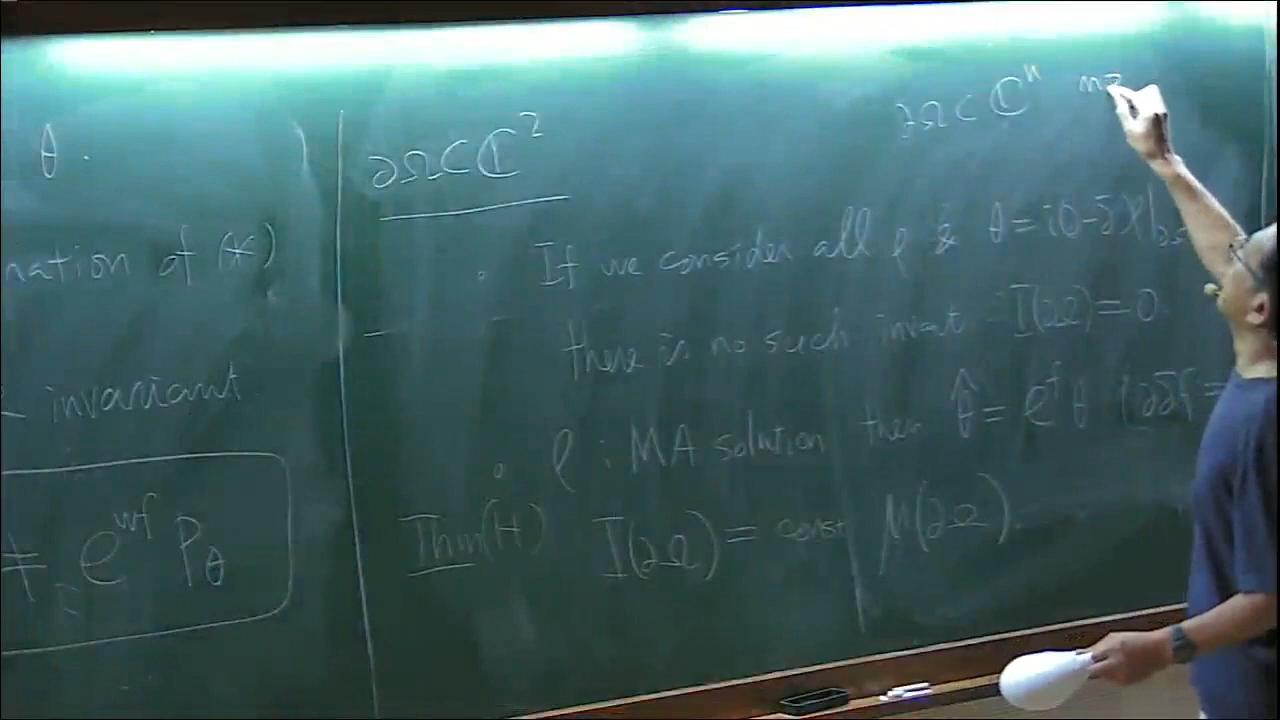 θ.
nation of (*)
invariant
≠ e^{wf} P_θ
∂Ω ⊂ ℂ²
· If we consider all ρ & θ = i∂-∂̄
there is no such invat I(∂Ω) = 0.
∘ ρ : MA solution then θ̂ = e^f θ (∂∂̄f =
Thm(H) I(∂Ω) = const μ(∂Ω).
∂Ω ⊂ ℂⁿ